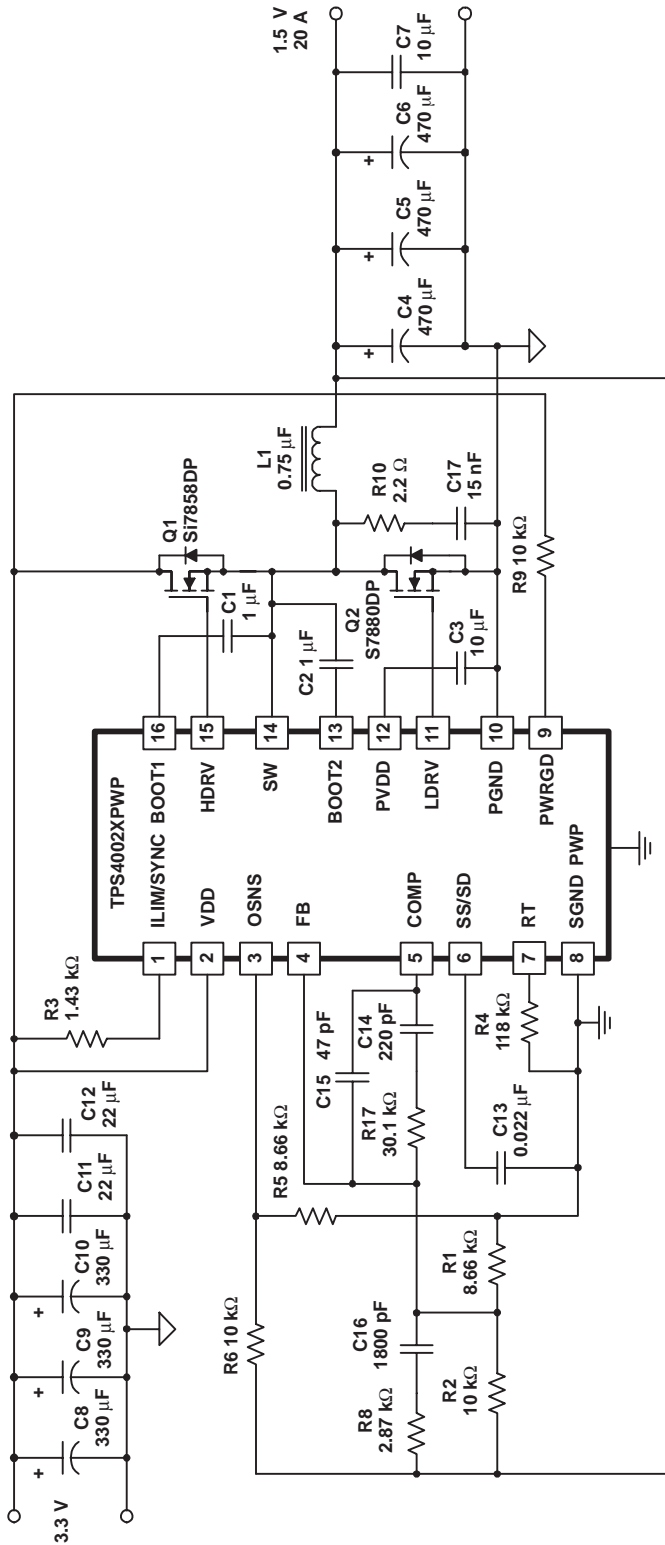 3.3 V
C8
330 μF
+
C9
330 μF
+
C10
330 μF
+
C11
22 μF
C12
22 μF
R3
1.43 kΩ
TPS4002XPWP
1
ILIM/SYNC
BOOT1
16
2
VDD
HDRV
15
3
OSNS
SW
14
4
FB
BOOT2
13
PVDD
12
5
COMP
LDRV
11
6
SS/SD
PGND
10
7
RT
PWRGD
9
8
SGND
PWP
R6 10 kΩ
R5 8.66 kΩ
C15
47 pF
C14
220 pF
R17
30.1 kΩ
C13
0.022 μF
R4
118 kΩ
C16
1800 pF
R8
2.87 kΩ
R2
10 kΩ
R1
8.66 kΩ
Q1
Si7858DP
C1
1 μF
C2 1 μF
Q2
S7880DP
C3
10 μF
R9 10 kΩ
L1
0.75 μF
R10
2.2 Ω
C17
15 nF
C4
470 μF
+
C5
470 μF
+
C6
470 μF
+
C7
10 μF
1.5 V
20 A